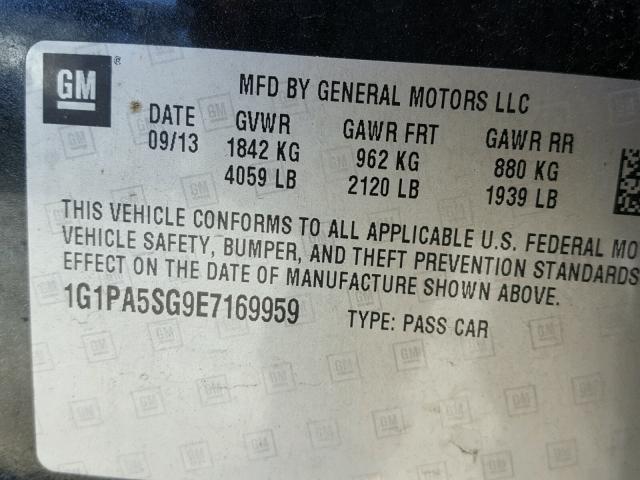 GM
MFD BY GENERAL MOTORS LLC
DATE GVWR GAWR FRT GAWR RR
09/13 1842 KG 962 KG 880 KG
4059 LB 2120 LB 1939 LB
THIS VEHICLE CONFORMS TO ALL APPLICABLE U.S. FEDERAL MO
VEHICLE SAFETY, BUMPER, AND THEFT PREVENTION STANDARDS
EFFECT ON THE DATE OF MANUFACTURE SHOWN ABOVE.
1G1PA5SG9E7169959 TYPE: PASS CAR